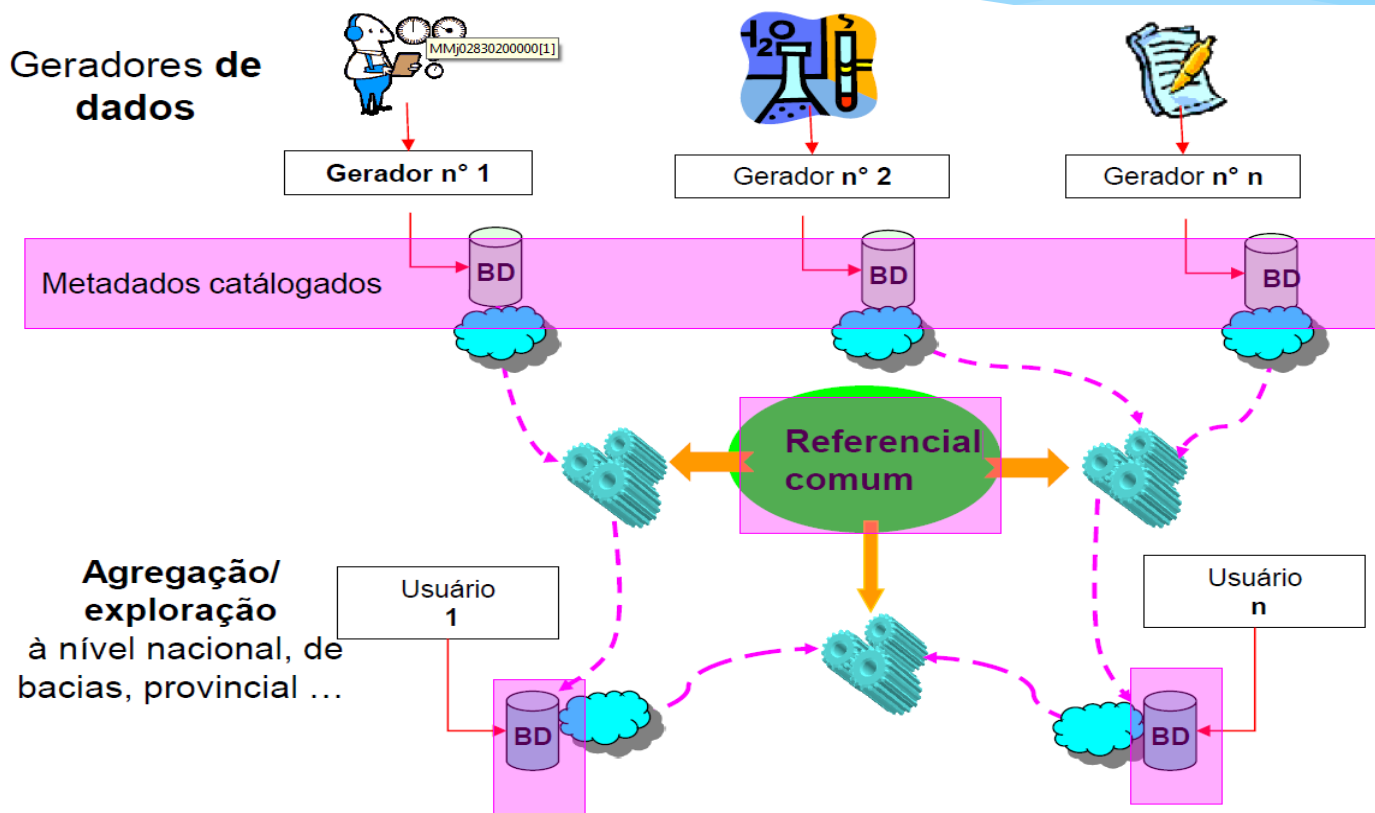 H₂O
MMj02830200000[1]
Geradores de
dados
Gerador n° 1
Gerador n° 2
Gerador n° n
BD
BD
BD
Metadados catálogados
Referencial
comum
Agregação/
exploração
à nível nacional, de
bacias, provincial ...
Usuário
1
Usuário
n
BD
BD